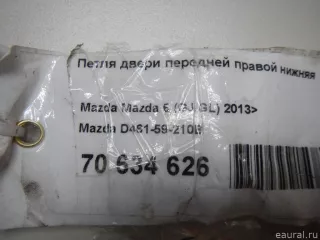 Петля двери передней правой нижняя
Mazda Mazda 6 (GJ/GL) 2013>
Mazda D461-59-210B
70 634 626
eaural.ru